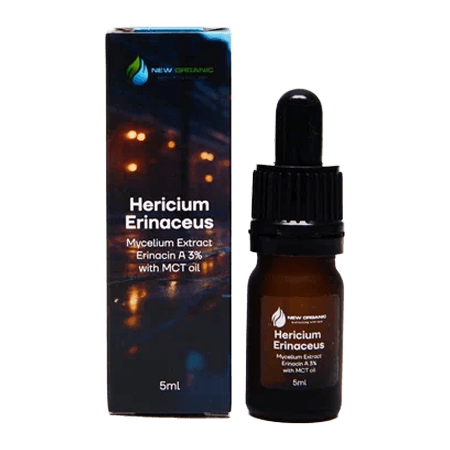 NEW ORGANIC
Hericium
Erinaceus
Mycelium Extract
Erinacin A 3%
with MCT oil
5ml
NEW ORGANIC
Hericium
Erinaceus
Mycelium Extract
Erinacin A 3%
with MCT oil
5ml